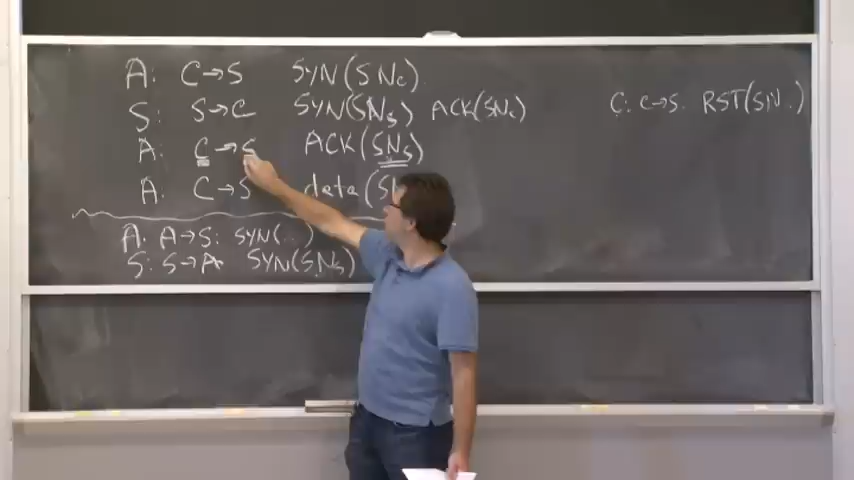 A: C→S SYN(SNc)
S: S→C SYN(SNs) ACK(SNc)
A: C→S ACK(SNs)
A: C→S data(
A: A→S: SYN(..)
S: S→A SYN(SNs)
C: C→S: RST(SN..)